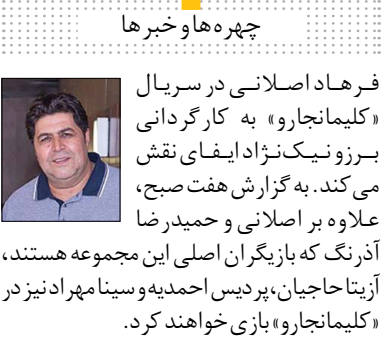 چهره‌ها و خبرها
فرهاد اصلانی در سریال
«کلیمانجارو» به کارگردانی
برزو نیک‌نژاد ایفای نقش
می‌کند. به گزارش هفت صبح،
علاوه بر اصلانی و حمیدرضا
آذرنگ که بازیگران اصلی این مجموعه هستند،
آزیتا حاجیان، پردیس احمدیه و سینا مهراد نیز در
«کلیمانجارو» بازی خواهند کرد.